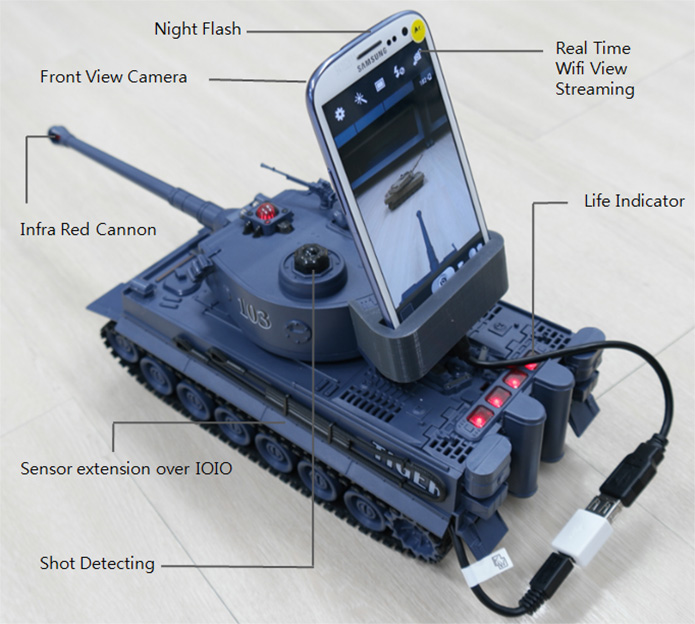 Night Flash
Front View Camera
Real Time
Wifi View
Streaming
SAMSUNG
Infra Red Cannon
Life Indicator
103
Sensor extension over IOIO
TIGER
Shot Detecting